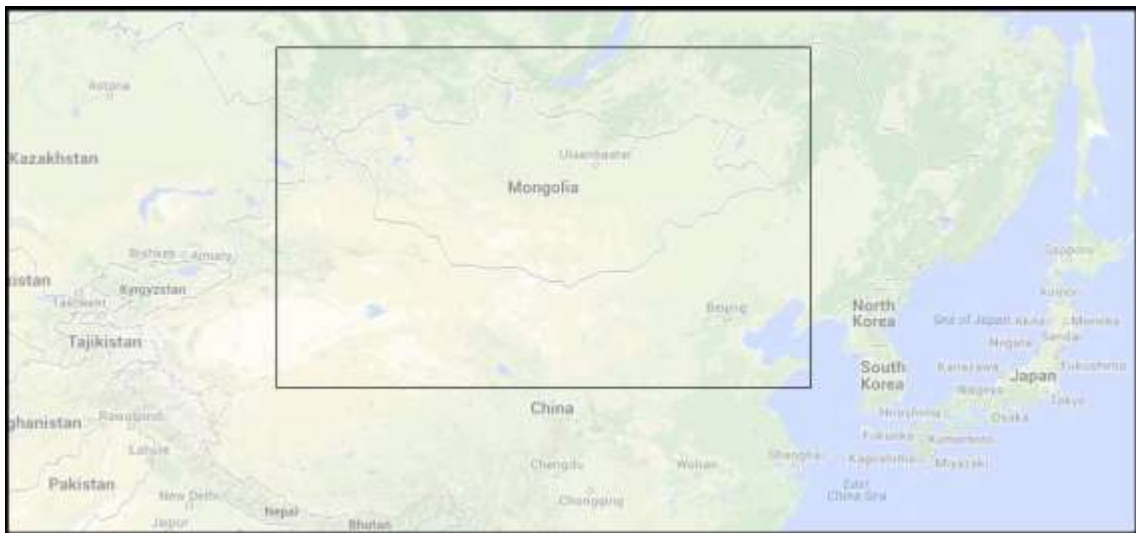 Astana
Kazakhstan
Ulaanbaatar
Mongolia
Bishkek
Almaty
Sapporo
istan
Kyrgyzstan
Tashkent
Beijing
North
Korea
Sea of Japan
Akita
Morioka
Niigata
Sendai
Tajikistan
South
Korea
Kanazawa
Japan
Fukushima
Nagoya
Tokyo
China
Hiroshima
Osaka
ghanistan
Rawalpindi
Fukuoka
Kumamoto
Lahore
Chengdu
Wuhan
Shanghai
Kagoshima
Miyazaki
Pakistan
New Delhi
Chongqing
East
China Sea
Nepal
Jaipur
Bhutan